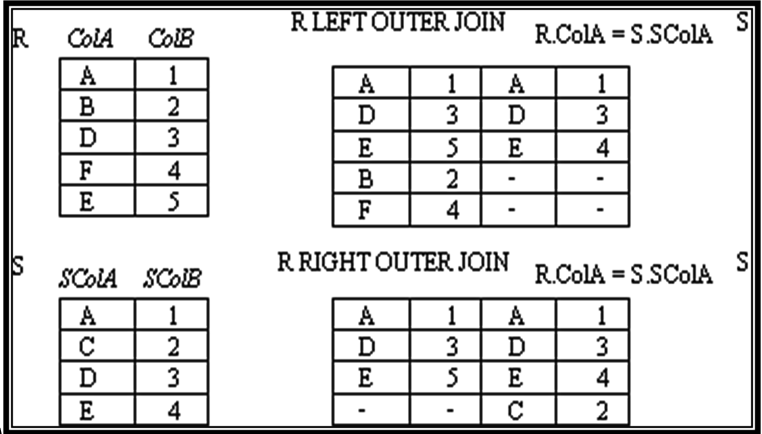 R ColA ColB
A 1
B 2
D 3
F 4
E 5
R LEFT OUTER JOIN R.ColA = S.SColA S
A 1 A 1
D 3 D 3
E 5 E 4
B 2 - -
F 4 - -
S SColA SColB
A 1
C 2
D 3
E 4
R RIGHT OUTER JOIN R.ColA = S.SColA S
A 1 A 1
D 3 D 3
E 5 E 4
- - C 2